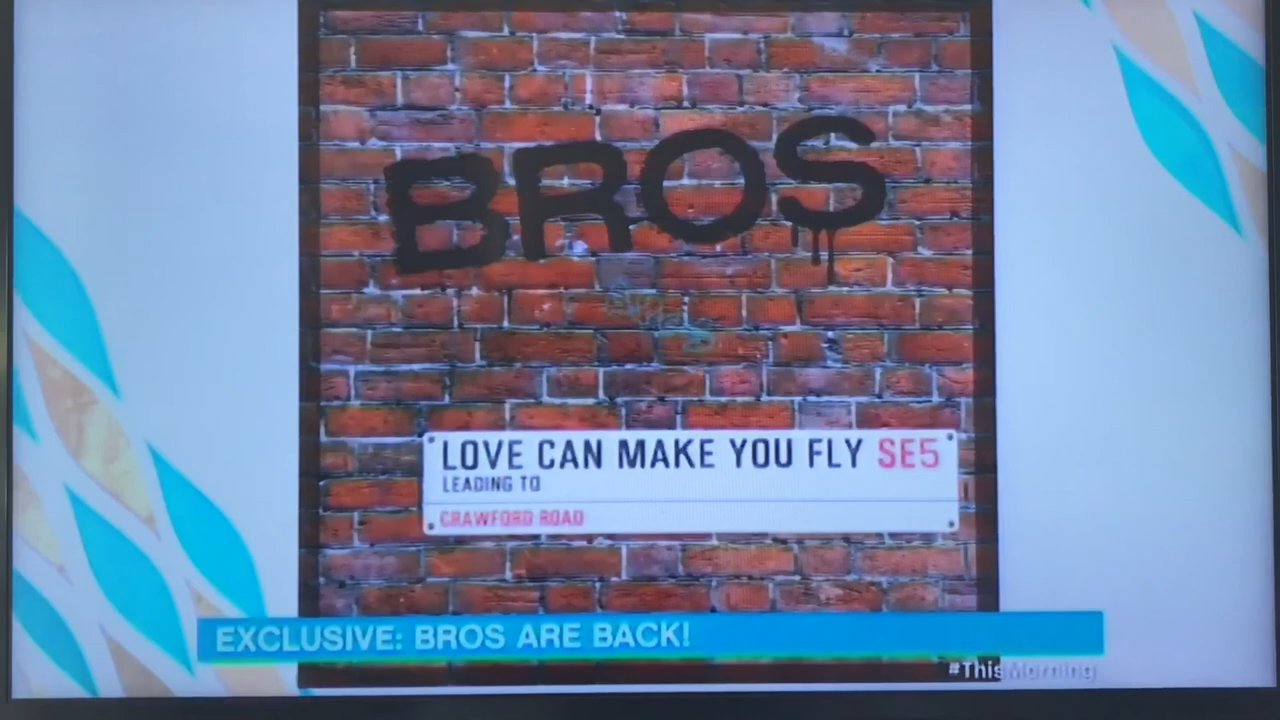 BROS
LOVE CAN MAKE YOU FLY SE5
LEADING TO
CRAWFORD ROAD
EXCLUSIVE: BROS ARE BACK!
#ThisMorning